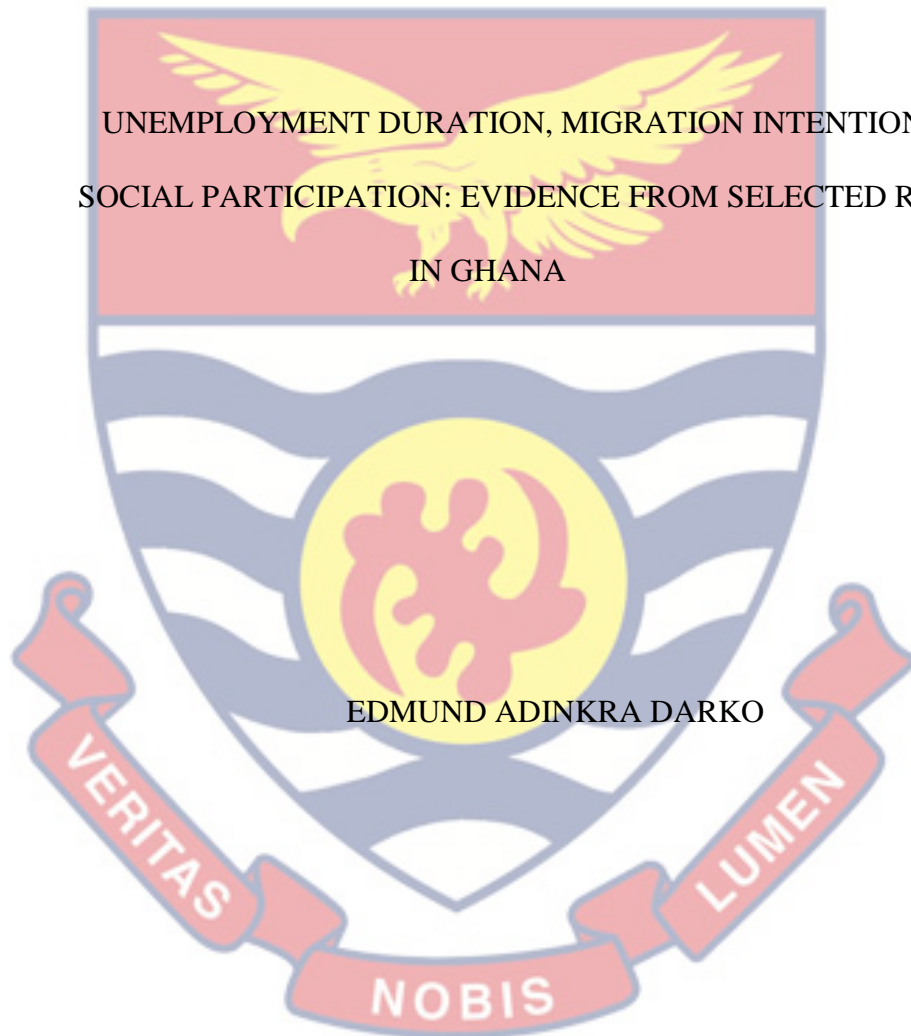 UNEMPLOYMENT DURATION, MIGRATION INTENTION
SOCIAL PARTICIPATION: EVIDENCE FROM SELECTED R
IN GHANA
EDMUND ADINKRA DARKO
VERITAS
NOBIS
LUMEN